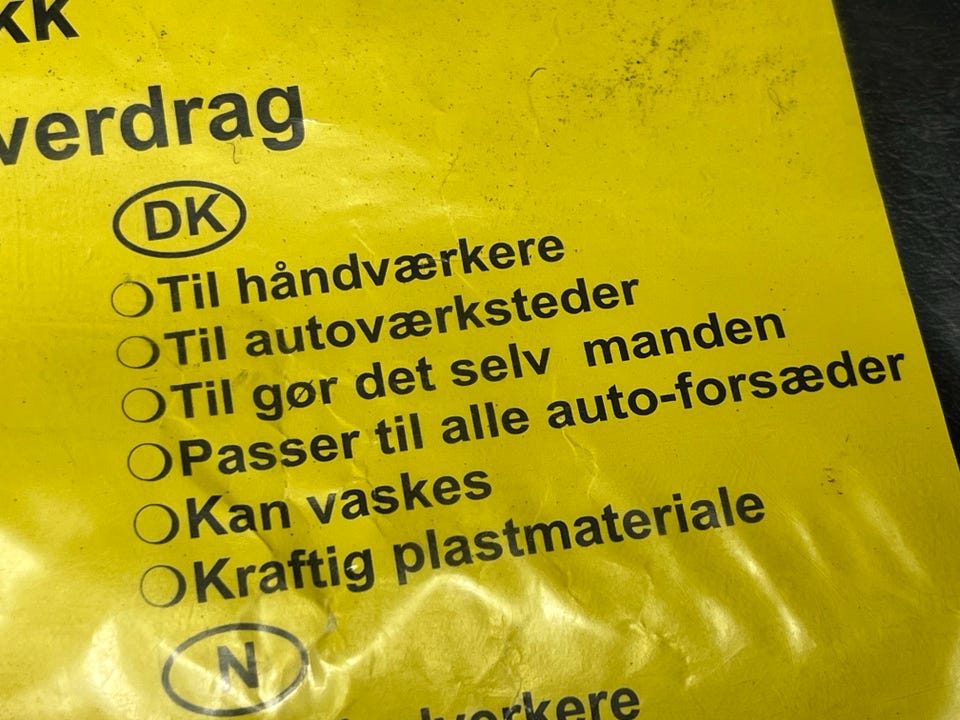 verdrag
DK
Til håndværkere
Til autoværksteder
Til gør det selv manden
Passer til alle auto-forsæder
Kan vaskes
Kraftig plastmateriale
N